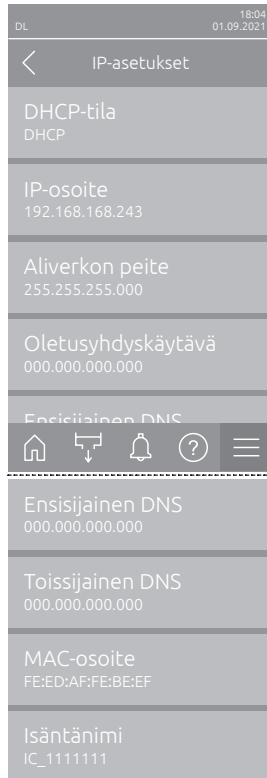 18:04
DL 01.09.2021
IP-asetukset
DHCP-tila
DHCP
IP-osoite
192.168.168.243
Aliverkon peite
255.255.255.000
Oletusyhdyskäytävä
000.000.000.000
Ensisijainen DNS
?
Ensisijainen DNS
000.000.000.000
Toissijainen DNS
000.000.000.000
MAC-osoite
FE:ED:AF:FE:BE:EF
Isäntänimi
IC_1111111